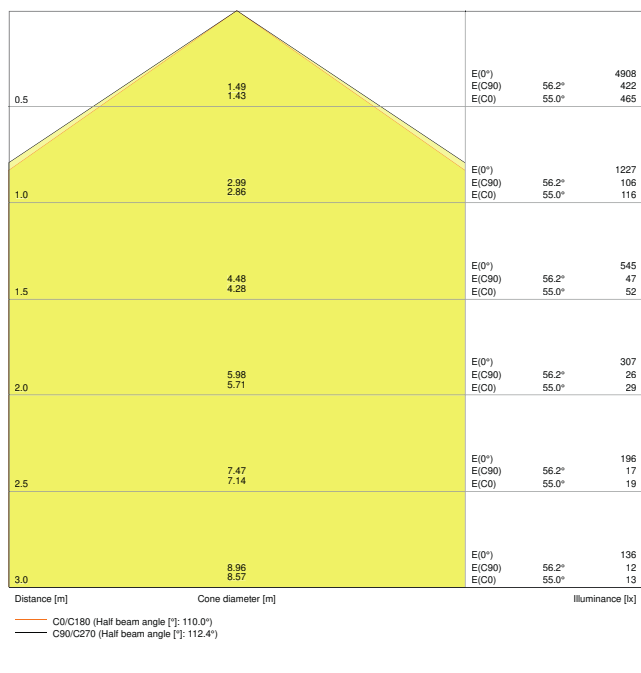 E(0°) 4908
1.49 E(C90) 56.2° 422
0.5 1.43 E(C0) 55.0° 465
E(0°) 1227
2.99 E(C90) 56.2° 106
1.0 2.86 E(C0) 55.0° 116
E(0°) 545
4.48 E(C90) 56.2° 47
1.5 4.28 E(C0) 55.0° 52
E(0°) 307
5.98 E(C90) 56.2° 26
2.0 5.71 E(C0) 55.0° 29
E(0°) 196
7.47 E(C90) 56.2° 17
2.5 7.14 E(C0) 55.0° 19
E(0°) 136
8.96 E(C90) 56.2° 12
3.0 8.57 E(C0) 55.0° 13
Distance [m] Cone diameter [m] Illuminance [lx]
C0/C180 (Half beam angle [°]: 110.0°)
C90/C270 (Half beam angle [°]: 112.4°)